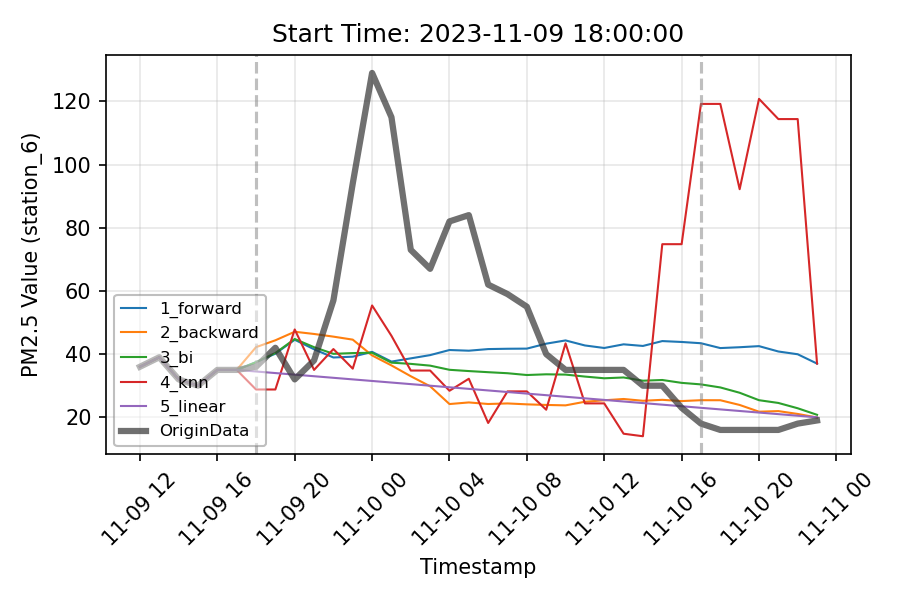 Start Time: 2023-11-09 18:00:00
PM2.5 Value (station_6)
120
100
80
60
40
20
1_forward
2_backward
3_bi
4_knn
5_linear
OriginData
11-09 12
11-09 16
11-09 20
11-10 00
11-10 04
11-10 08
11-10 12
11-10 16
11-10 20
11-11 00
Timestamp